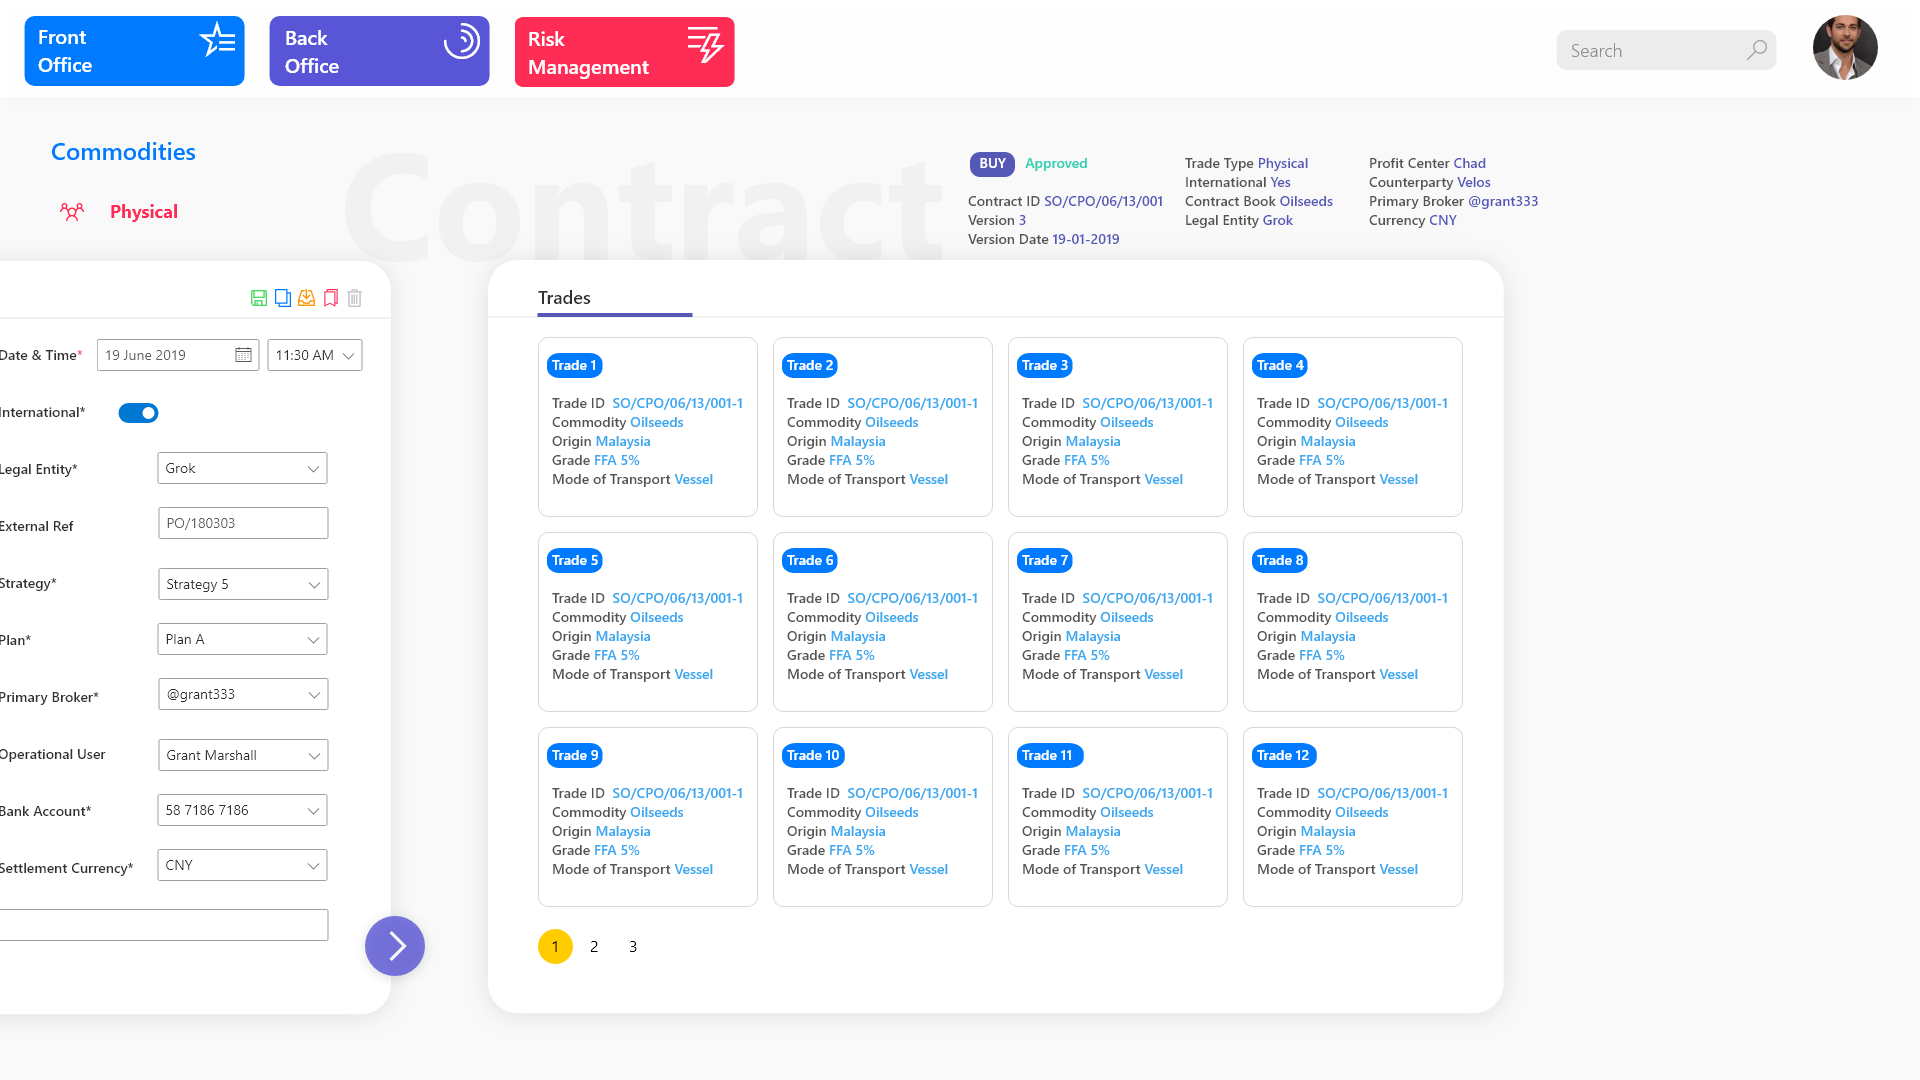 Front
Office
Back
Office
Risk
Management
Search
Commodities
Physical
Contract
BUY Approved
Contract ID SO/CPO/06/13/001
Version 3
Version Date 19-01-2019
Trade Type Physical
International Yes
Contract Book Oilseeds
Legal Entity Grok
Profit Center Chad
Counterparty Velos
Primary Broker @grant333
Currency CNY
Date & Time* 19 June 2019 11:30 AM
International*
Legal Entity* Grok
External Ref PO/180303
Strategy* Strategy 5
Plan* Plan A
Primary Broker* @grant333
Operational User Grant Marshall
Bank Account* 58 7186 7186
Settlement Currency* CNY
Trades
Trade 1
Trade ID SO/CPO/06/13/001-1
Commodity Oilseeds
Origin Malaysia
Grade FFA 5%
Mode of Transport Vessel
Trade 2
Trade ID SO/CPO/06/13/001-1
Commodity Oilseeds
Origin Malaysia
Grade FFA 5%
Mode of Transport Vessel
Trade 3
Trade ID SO/CPO/06/13/001-1
Commodity Oilseeds
Origin Malaysia
Grade FFA 5%
Mode of Transport Vessel
Trade 4
Trade ID SO/CPO/06/13/001-1
Commodity Oilseeds
Origin Malaysia
Grade FFA 5%
Mode of Transport Vessel
Trade 5
Trade ID SO/CPO/06/13/001-1
Commodity Oilseeds
Origin Malaysia
Grade FFA 5%
Mode of Transport Vessel
Trade 6
Trade ID SO/CPO/06/13/001-1
Commodity Oilseeds
Origin Malaysia
Grade FFA 5%
Mode of Transport Vessel
Trade 7
Trade ID SO/CPO/06/13/001-1
Commodity Oilseeds
Origin Malaysia
Grade FFA 5%
Mode of Transport Vessel
Trade 8
Trade ID SO/CPO/06/13/001-1
Commodity Oilseeds
Origin Malaysia
Grade FFA 5%
Mode of Transport Vessel
Trade 9
Trade ID SO/CPO/06/13/001-1
Commodity Oilseeds
Origin Malaysia
Grade FFA 5%
Mode of Transport Vessel
Trade 10
Trade ID SO/CPO/06/13/001-1
Commodity Oilseeds
Origin Malaysia
Grade FFA 5%
Mode of Transport Vessel
Trade 11
Trade ID SO/CPO/06/13/001-1
Commodity Oilseeds
Origin Malaysia
Grade FFA 5%
Mode of Transport Vessel
Trade 12
Trade ID SO/CPO/06/13/001-1
Commodity Oilseeds
Origin Malaysia
Grade FFA 5%
Mode of Transport Vessel
1 2 3